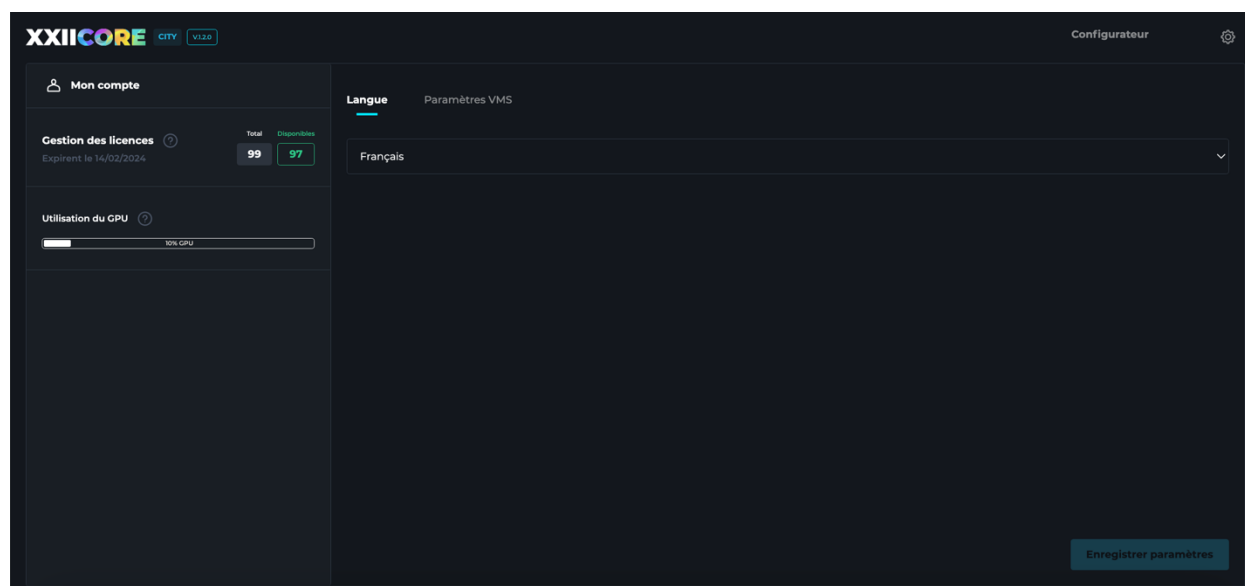 XXIICORE CITY V.1.2.0
Configurateur
Mon compte
Langue Paramètres VMS
Gestion des licences ? Total Disponibles
Expirent le 14/02/2024 99 97
Français
Utilisation du GPU ?
10% GPU
Enregistrer paramètres